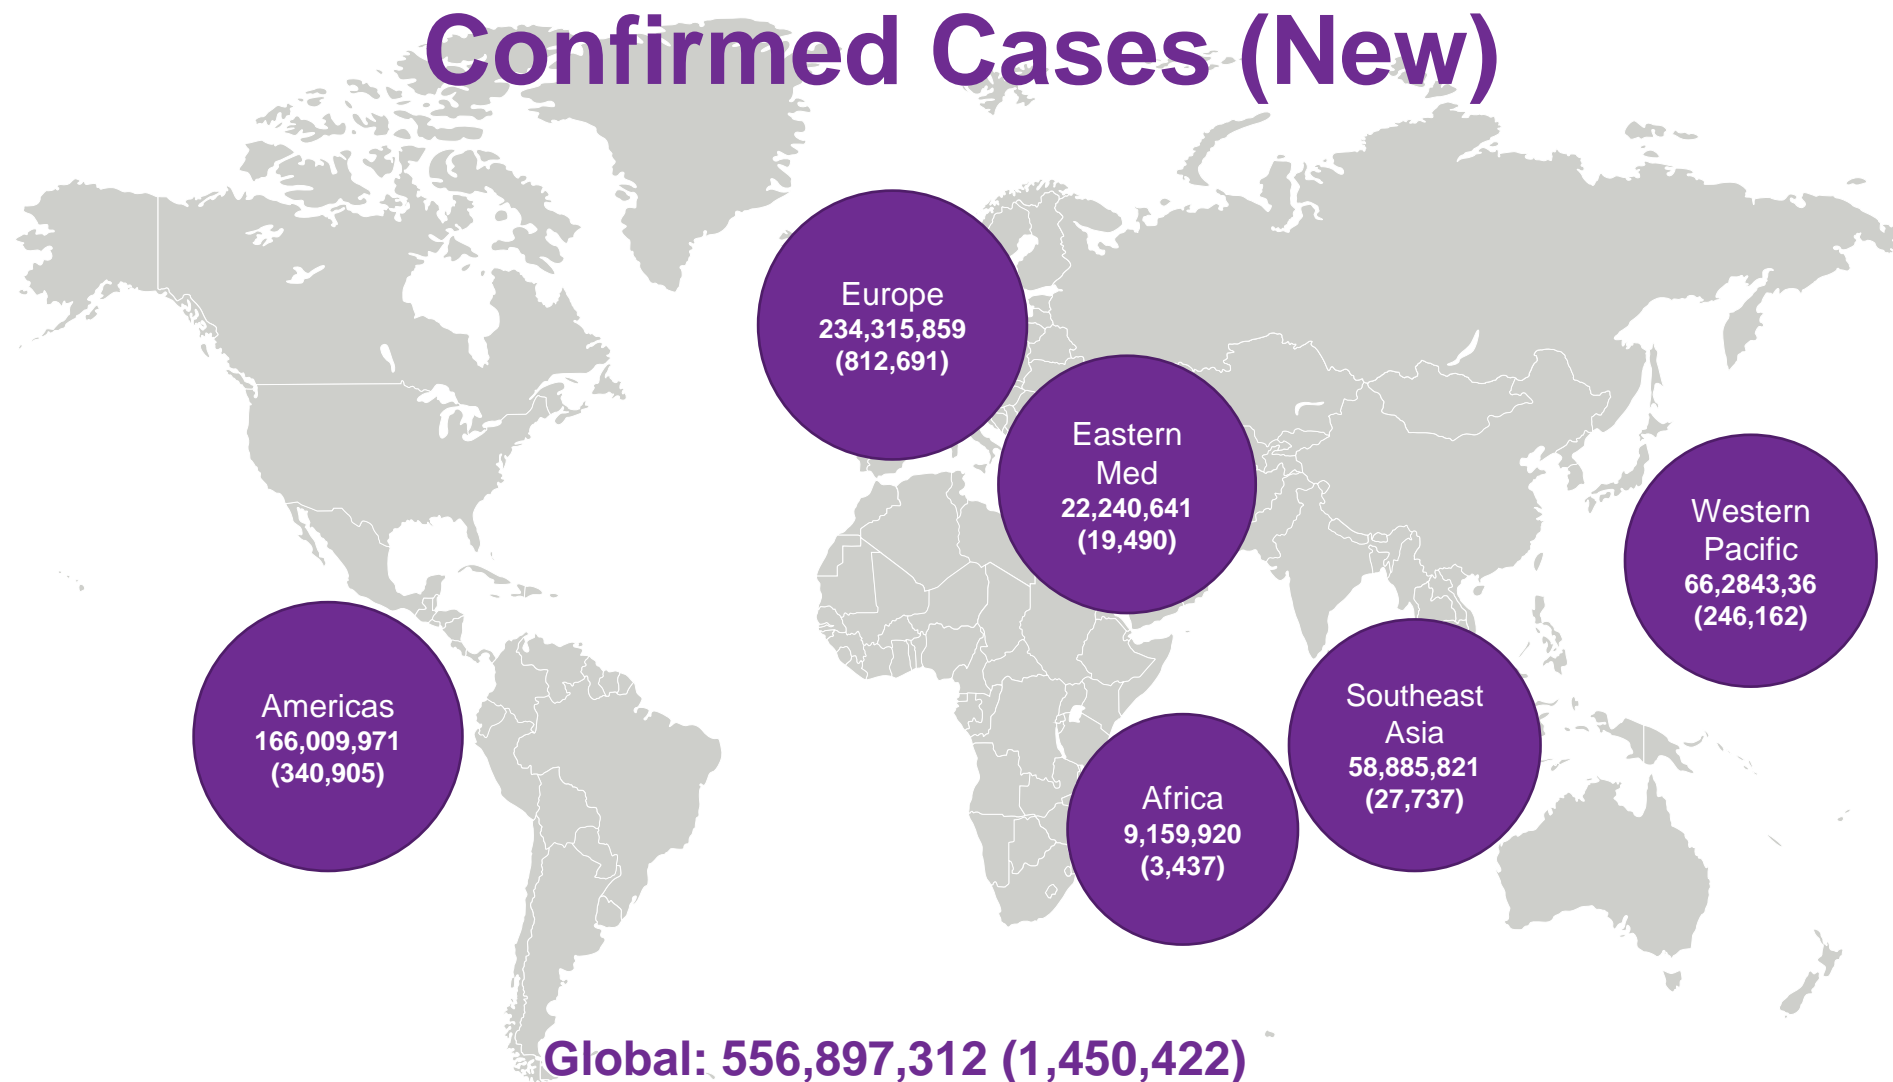 Confirmed Cases (New)
Europe
234,315,859
(812,691)
Eastern
Med
22,240,641
(19,490)
Western
Pacific
66,2843,36
(246,162)
Americas
166,009,971
(340,905)
Southeast
Asia
58,885,821
(27,737)
Africa
9,159,920
(3,437)
Global: 556,897,312 (1,450,422)